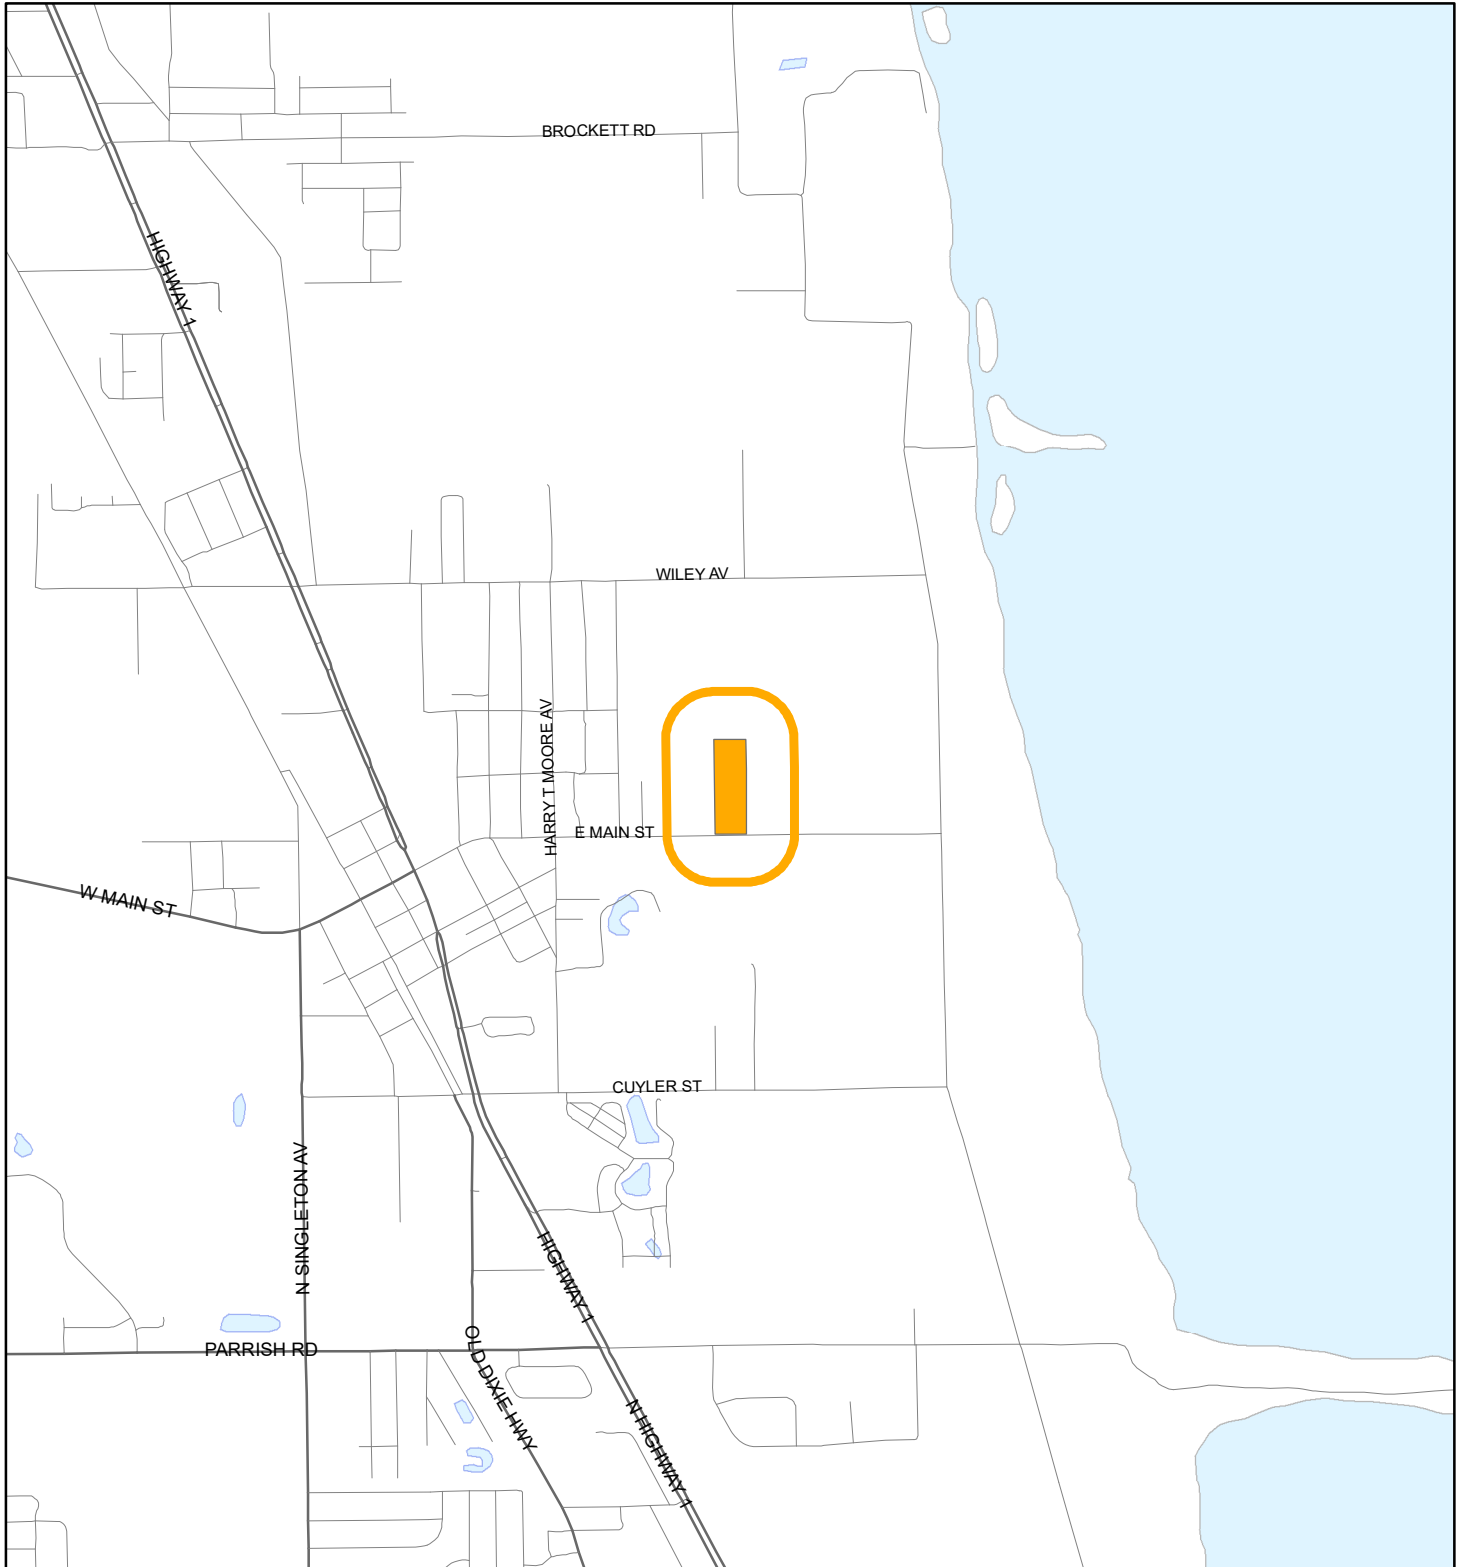 BROCKETT RD
HIGHWAY 1
WILEY AV
HARRY T MOORE AV
E MAIN ST
W MAIN ST
CUYLER ST
N SINGLETON AV
HIGHWAY 1
PARRISH RD
OLD DIXIE HWY
N HIGHWAY 1